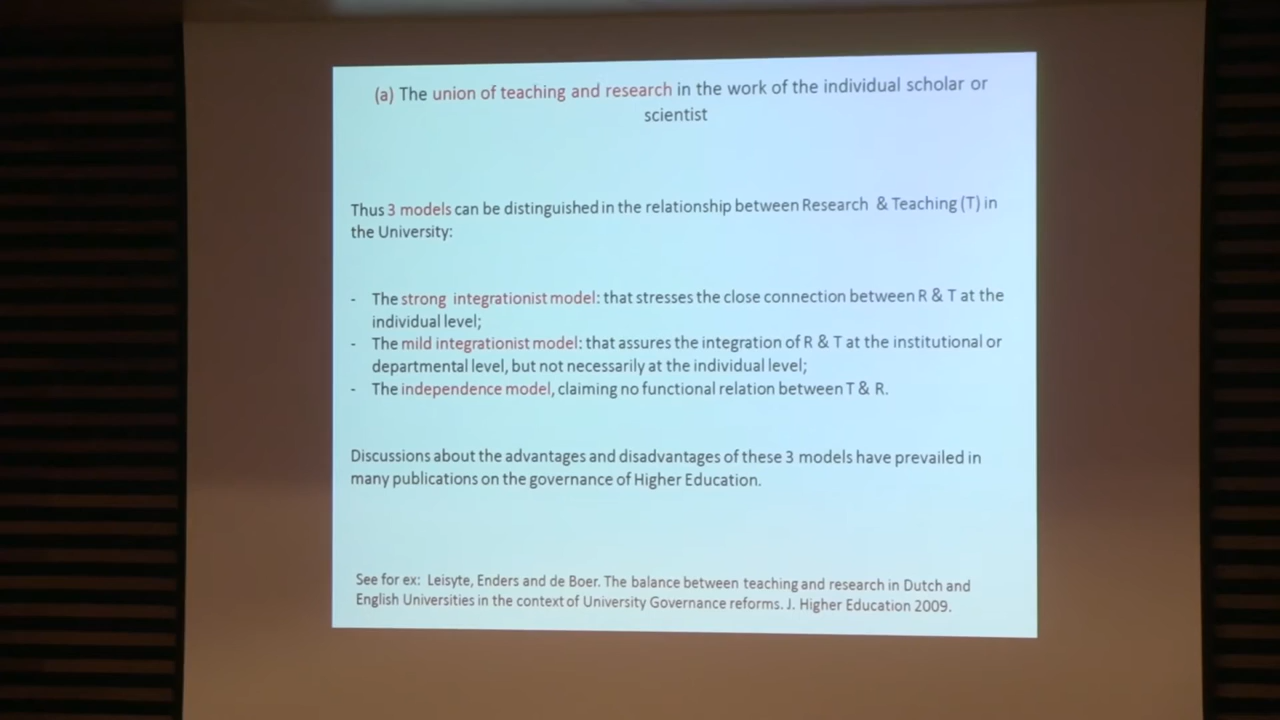 (a) The union of teaching and research in the work of the individual scholar or
scientist
Thus 3 models can be distinguished in the relationship between Research & Teaching (T) in
the University:
- The strong integrationist model: that stresses the close connection between R & T at the
individual level;
- The mild integrationist model: that assures the integration of R & T at the institutional or
departmental level, but not necessarily at the individual level;
- The independence model, claiming no functional relation between T & R.
Discussions about the advantages and disadvantages of these 3 models have prevailed in
many publications on the governance of Higher Education.
See for ex: Leisyte, Enders and de Boer. The balance between teaching and research in Dutch and
English Universities in the context of University Governance reforms. J. Higher Education 2009.